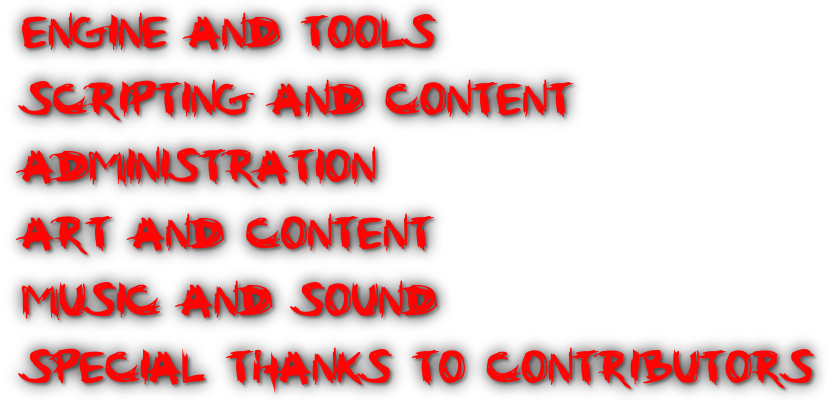 ENGINE AND TOOLS
SCRIPTING AND CONTENT
ADMINISTRATION
ART AND CONTENT
MUSIC AND SOUND
SPECIAL THANKS TO CONTRIBUTORS